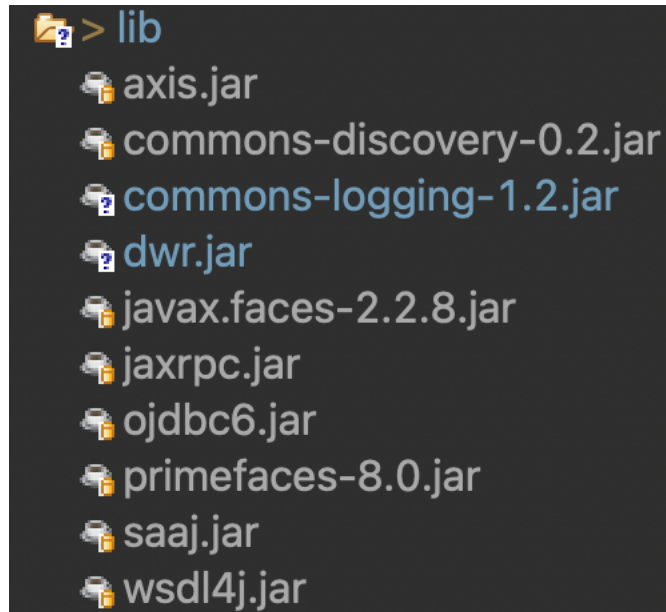 > lib
axis.jar
commons-discovery-0.2.jar
commons-logging-1.2.jar
dwr.jar
javax.faces-2.2.8.jar
jaxrpc.jar
ojdbc6.jar
primefaces-8.0.jar
saaj.jar
wsdl4j.jar